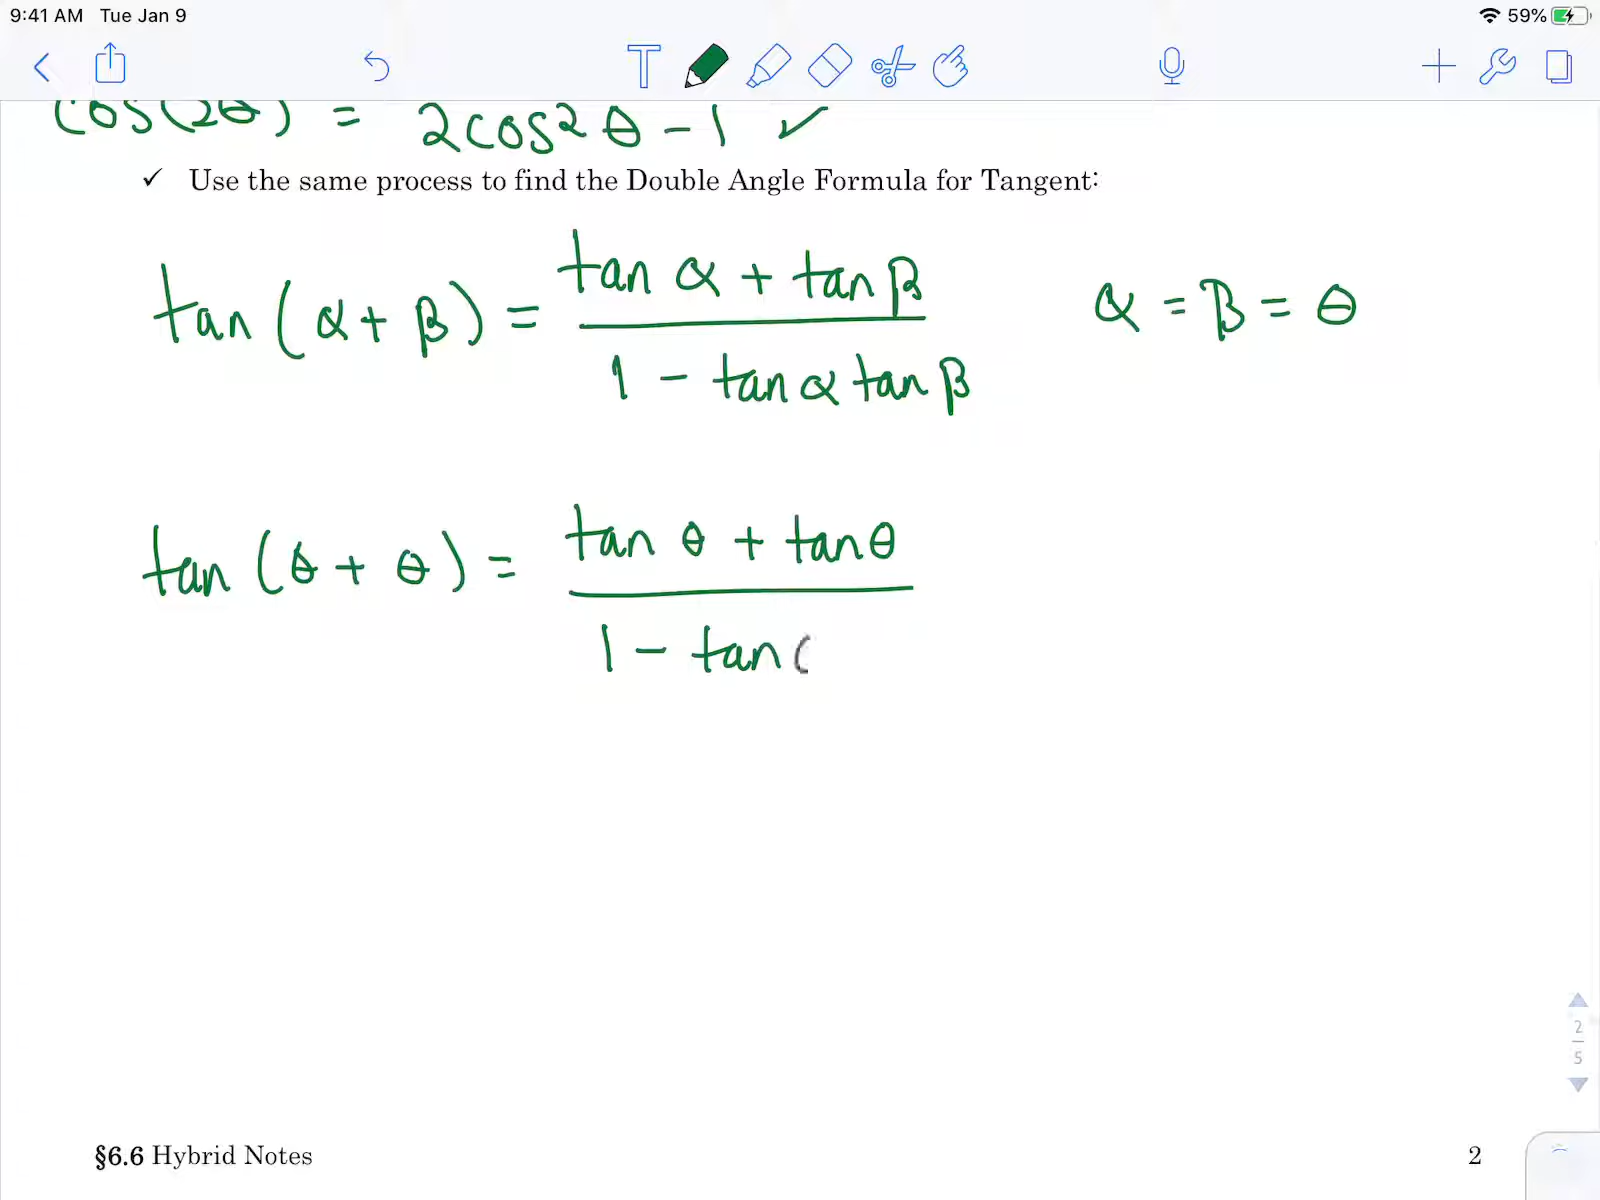 9:41 AM Tue Jan 9 59%
cos(2θ) = 2cos²θ - 1 ✓
✓ Use the same process to find the Double Angle Formula for Tangent:
tan α + tan β
tan(α + β) = α = β = θ
1 - tan α tan β
tan θ + tan θ
tan(θ + θ) =
1 - tan (
2
5
§6.6 Hybrid Notes 2